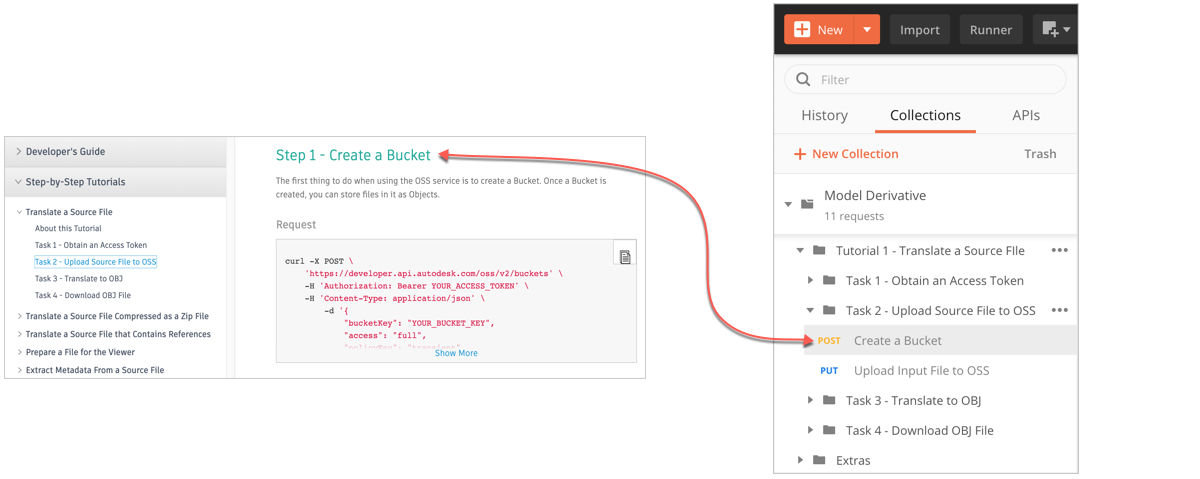 Developer's Guide
Step-by-Step Tutorials
Translate a Source File
About this Tutorial
Task 1 - Obtain an Access Token
Task 2 - Upload Source File to OSS
Task 3 - Translate to OBJ
Task 4 - Download OBJ File
Translate a Source File Compressed as a Zip File
Translate a Source File that Contains References
Prepare a File for the Viewer
Extract Metadata From a Source File
Step 1 - Create a Bucket
The first thing to do when using the OSS service is to create a Bucket. Once a Bucket is
created, you can store files in it as Objects.
Request
curl -X POST \
'https://developer.api.autodesk.com/oss/v2/buckets' \
-H 'Authorization: Bearer YOUR_ACCESS_TOKEN' \
-H 'Content-Type: application/json' \
-d '{
"bucketKey": "YOUR_BUCKET_KEY",
"access": "full",
"policyKey": "transient"
Show More
New
Import
Runner
Filter
History
Collections
APIs
+ New Collection
Trash
Model Derivative
11 requests
Tutorial 1 - Translate a Source FIle
Task 1 - Obtain an Access Token
Task 2 - Upload Source File to OSS
POST Create a Bucket
PUT Upload Input File to OSS
Task 3 - Translate to OBJ
Task 4 - Download OBJ File
Extras